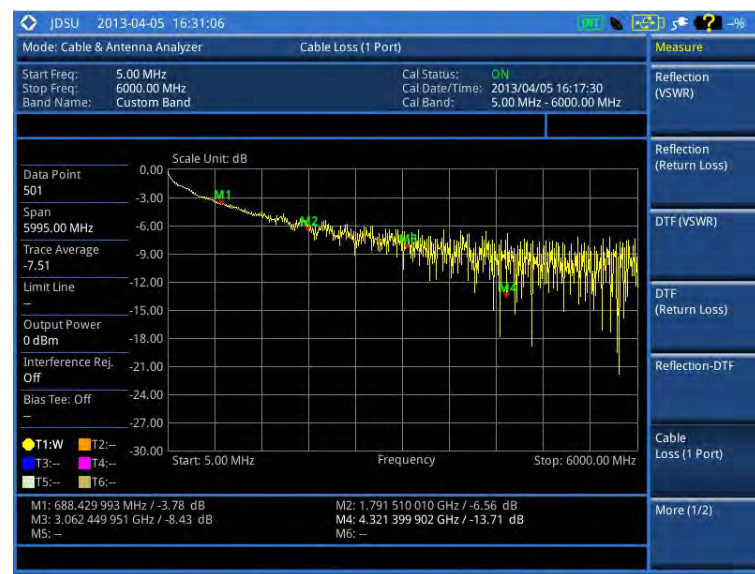 JDSU 2013-04-05 16:31:06 INT ? --%
Mode: Cable & Antenna Analyzer Cable Loss (1 Port) Measure
Start Freq: 5.00 MHz Cal Status: ON
Stop Freq: 6000.00 MHz Cal Date/Time: 2013/04/05 16:17:30
Band Name: Custom Band Cal Band: 5.00 MHz - 6000.00 MHz
Reflection
(VSWR)
Reflection
(Return Loss)
DTF (VSWR)
DTF
(Return Loss)
Reflection-DTF
Cable
Loss (1 Port)
More (1/2)
Data Point
501
Span
5995.00 MHz
Trace Average
-7.51
Limit Line
--
Output Power
0 dBm
Interference Rej.
Off
Bias Tee: Off
--
T1:W T2:--
T3:-- T4:--
T5:-- T6:--
Scale Unit: dB
0.00
-3.00
-6.00
-9.00
-12.00
-15.00
-18.00
-21.00
-24.00
-27.00
-30.00
M1
M2
M3
M4
Start: 5.00 MHz Frequency Stop: 6000.00 MHz
M1: 688.429 993 MHz / -3.78 dB M2: 1.791 510 010 GHz / -6.56 dB
M3: 3.062 449 951 GHz / -8.43 dB M4: 4.321 399 902 GHz / -13.71 dB
M5: -- M6: --